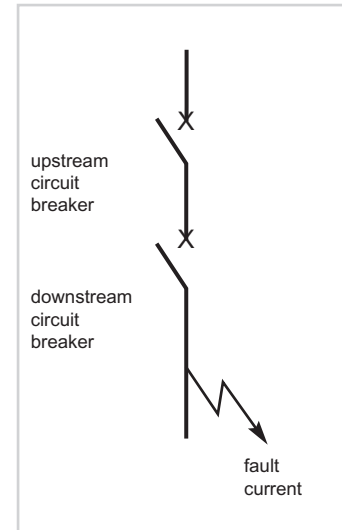 upstream
circuit
breaker
downstream
circuit
breaker
fault
current